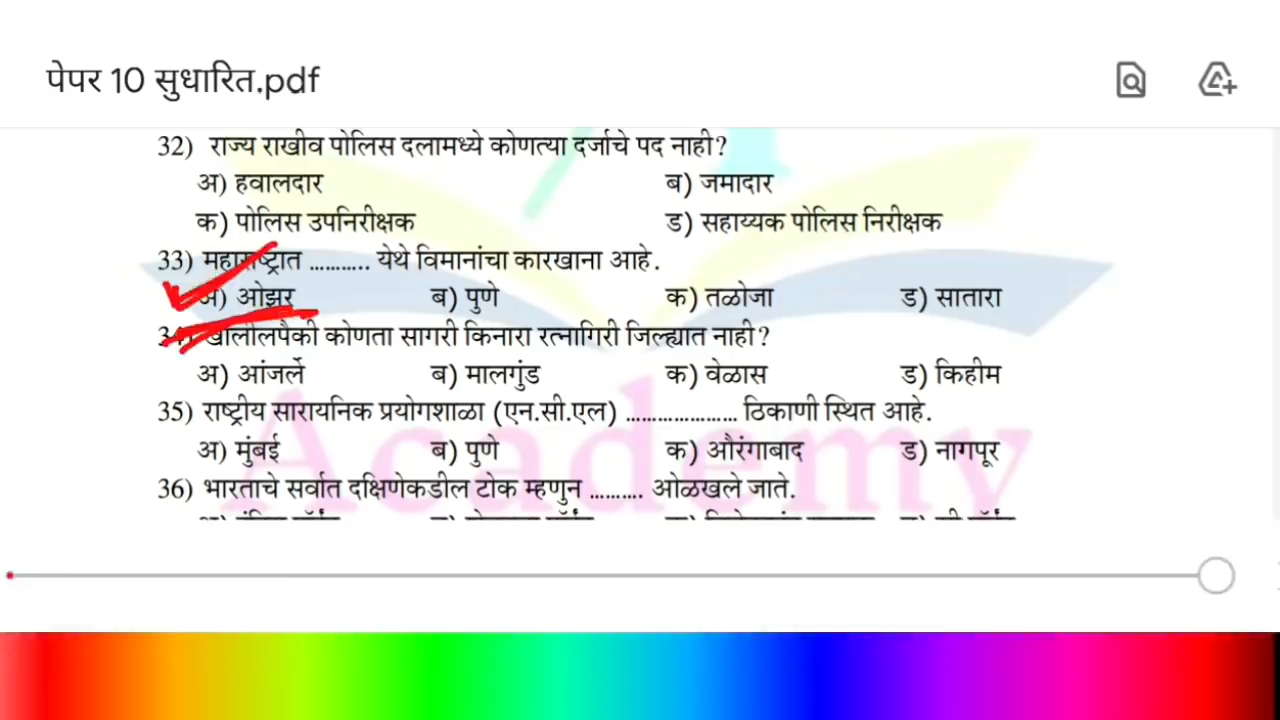 पेपर 10 सुधारित.pdf
32) राज्य राखीव पोलिस दलामध्ये कोणत्या दर्जाचे पद नाही?
अ) हवालदार ब) जमादार
क) पोलिस उपनिरीक्षक ड) सहाय्यक पोलिस निरीक्षक
33) महाराष्ट्रात ........... येथे विमानांचा कारखाना आहे.
अ) ओझर ब) पुणे क) तळोजा ड) सातारा
34) खालीलपैकी कोणता सागरी किनारा रत्नागिरी जिल्ह्यात नाही?
अ) आंजर्ले ब) मालगुंड क) वेळास ड) किहीम
35) राष्ट्रीय सारायनिक प्रयोगशाळा (एन.सी.एल) .................... ठिकाणी स्थित आहे.
अ) मुंबई ब) पुणे क) औरंगाबाद ड) नागपूर
36) भारताचे सर्वात दक्षिणेकडील टोक म्हणुन .......... ओळखले जाते.
Academy